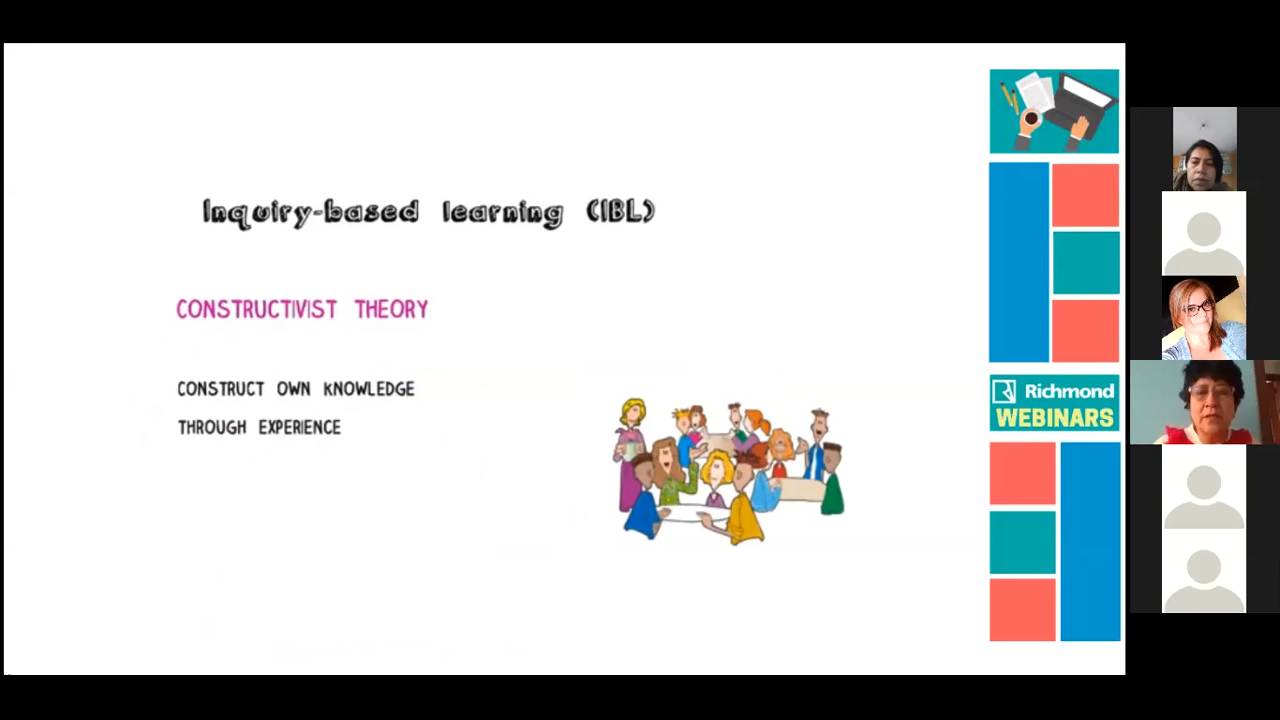 Inquiry-based learning (IBL)
CONSTRUCTIVIST THEORY
CONSTRUCT OWN KNOWLEDGE
THROUGH EXPERIENCE
Richmond
WEBINARS